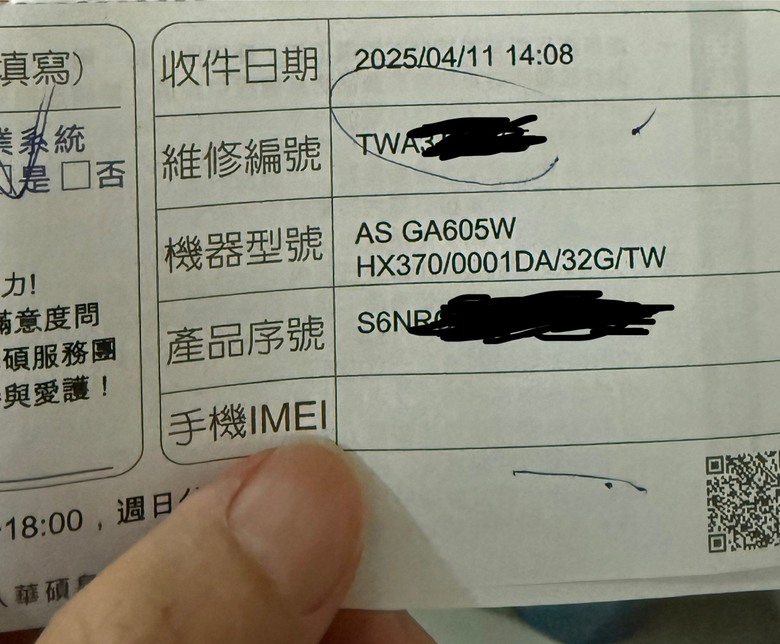 填寫)
業系統
是 □否
力!
滿意度問
碩服務團
與愛護!
收件日期 2025/04/11 14:08
維修編號 TWA3
機器型號 AS GA605W
HX370/0001DA/32G/TW
產品序號 S6NR
手機IMEI
18:00,週日
華碩